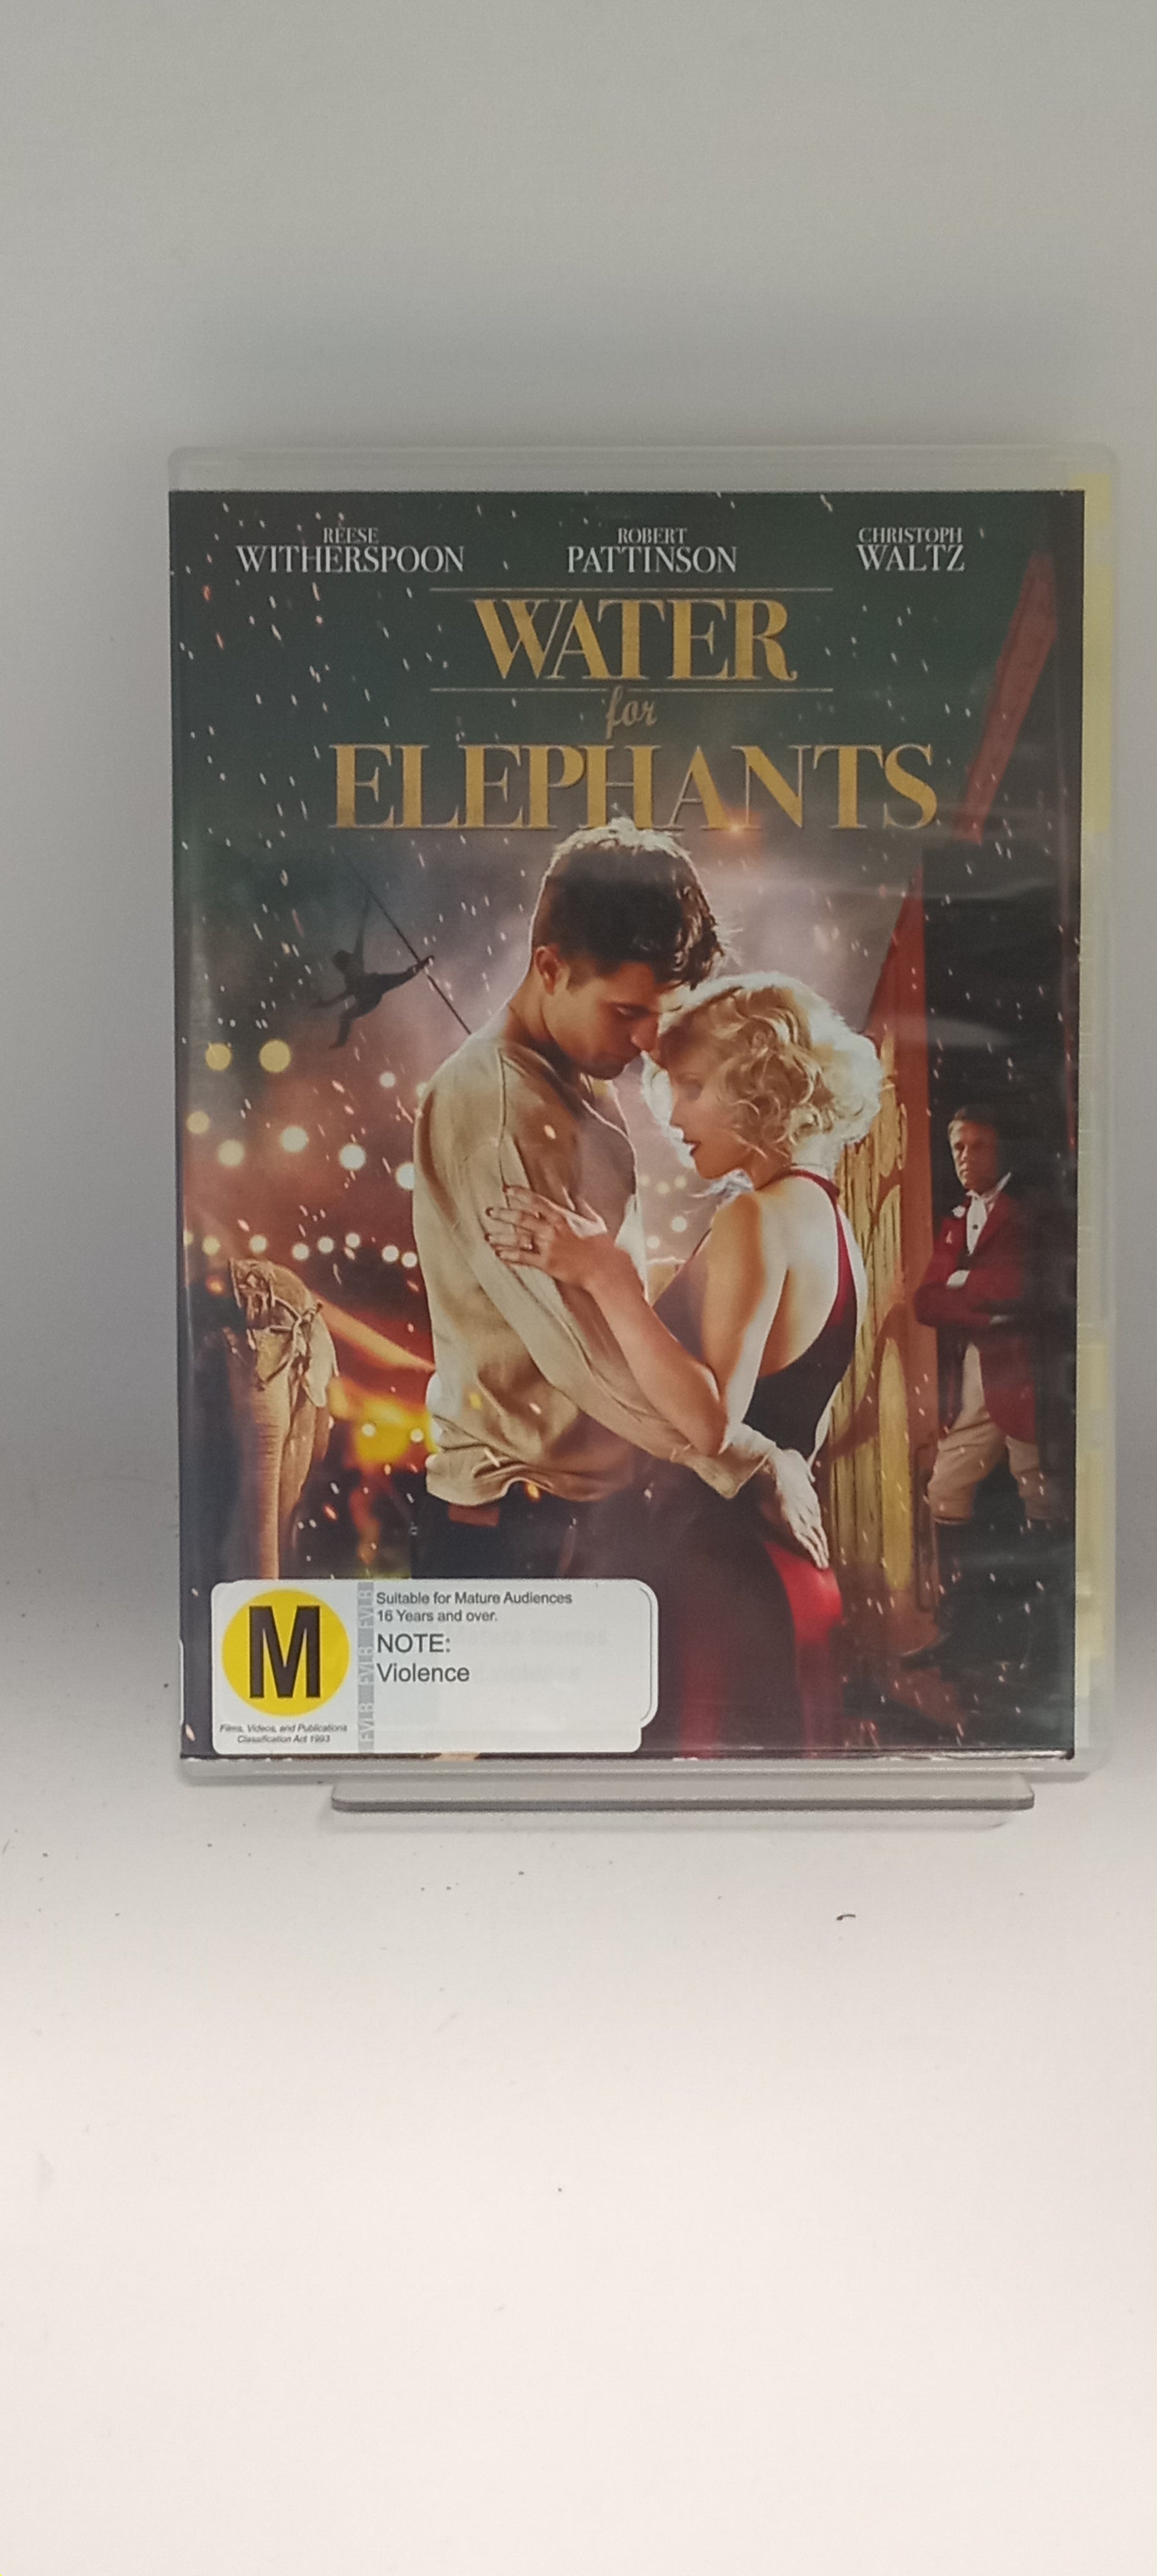 REESE
WITHERSPOON
ROBERT
PATTINSON
CHRISTOPH
WALTZ
WATER
for
ELEPHANTS
M
Films, Videos, and Publications
Classification Act 1993
Suitable for Mature Audiences
16 Years and over.
NOTE:
Violence